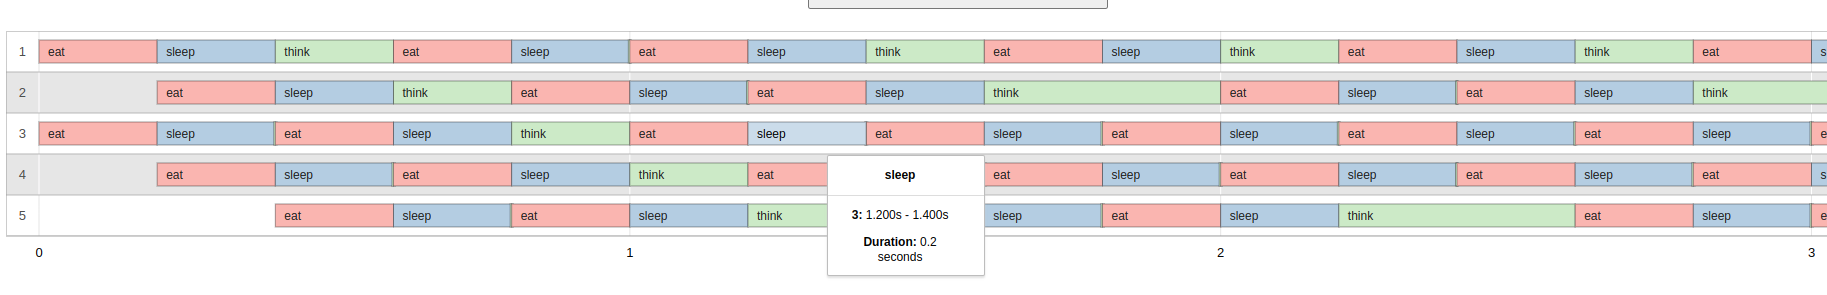 1 eat sleep think eat sleep eat sleep think eat sleep think eat sleep think eat s
2 eat sleep think eat sleep eat sleep think eat sleep eat sleep think
3 eat sleep eat sleep think eat sleep eat sleep eat sleep eat sleep eat sleep e
4 eat sleep eat sleep think eat eat sleep eat sleep eat sleep eat s
sleep
5 eat sleep eat sleep think sleep eat sleep think eat sleep e
3: 1.200s - 1.400s
Duration: 0.2
seconds
0 1 2 3